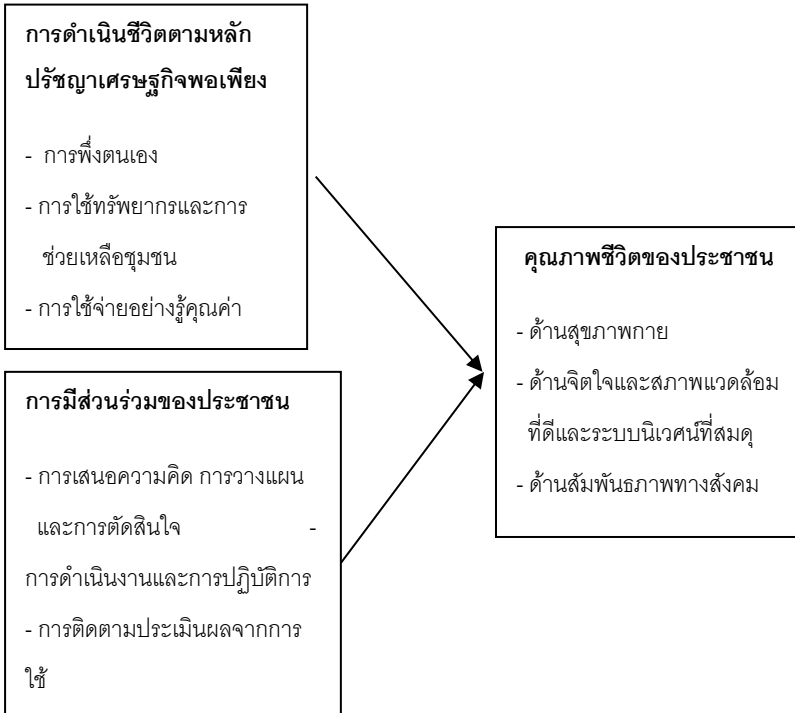 การดำเนินชีวิตตามหลัก
ปรัชญาเศรษฐกิจพอเพียง
- การพึ่งตนเอง
- การใช้ทรัพยากรและการ
ช่วยเหลือชุมชน
- การใช้จ่ายอย่างรู้คุณค่า
การมีส่วนร่วมของประชาชน
- การเสนอความคิด การวางแผน
และการตัดสินใจ -
การดำเนินงานและการปฏิบัติการ
- การติดตามประเมินผลจากการ
ใช้
คุณภาพชีวิตของประชาชน
- ด้านสุขภาพกาย
- ด้านจิตใจและสภาพแวดล้อม
ที่ดีและระบบนิเวศน์ที่สมดุ
- ด้านสัมพันธภาพทางสังคม